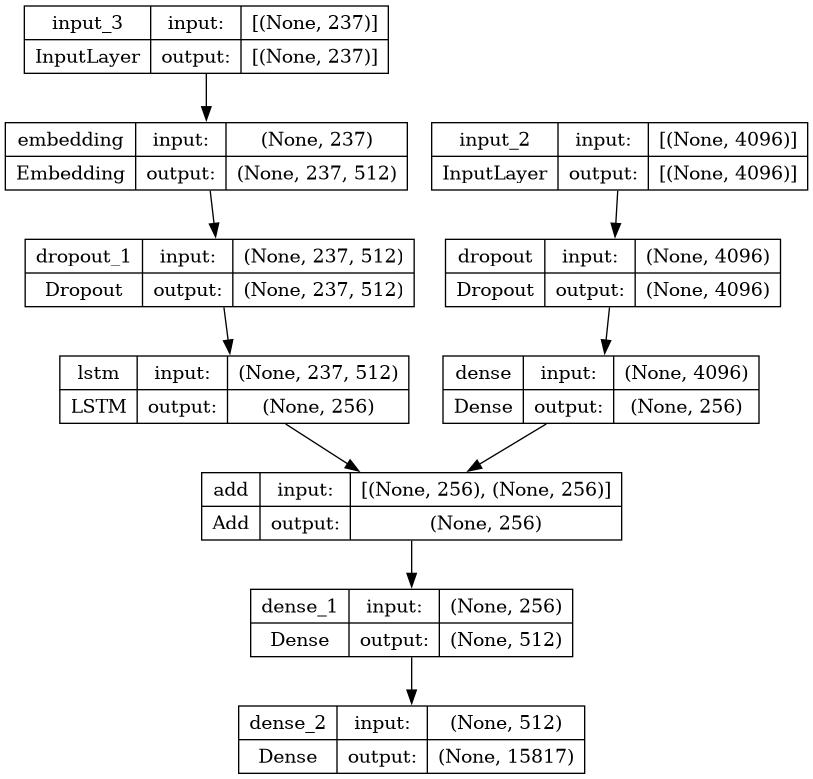 input_3 input: [(None, 237)]
InputLayer output: [(None, 237)]
embedding input: (None, 237)
Embedding output: (None, 237, 512)
input_2 input: [(None, 4096)]
InputLayer output: [(None, 4096)]
dropout_1 input: (None, 237, 512)
Dropout output: (None, 237, 512)
dropout input: (None, 4096)
Dropout output: (None, 4096)
lstm input: (None, 237, 512)
LSTM output: (None, 256)
dense input: (None, 4096)
Dense output: (None, 256)
add input: [(None, 256), (None, 256)]
Add output: (None, 256)
dense_1 input: (None, 256)
Dense output: (None, 512)
dense_2 input: (None, 512)
Dense output: (None, 15817)